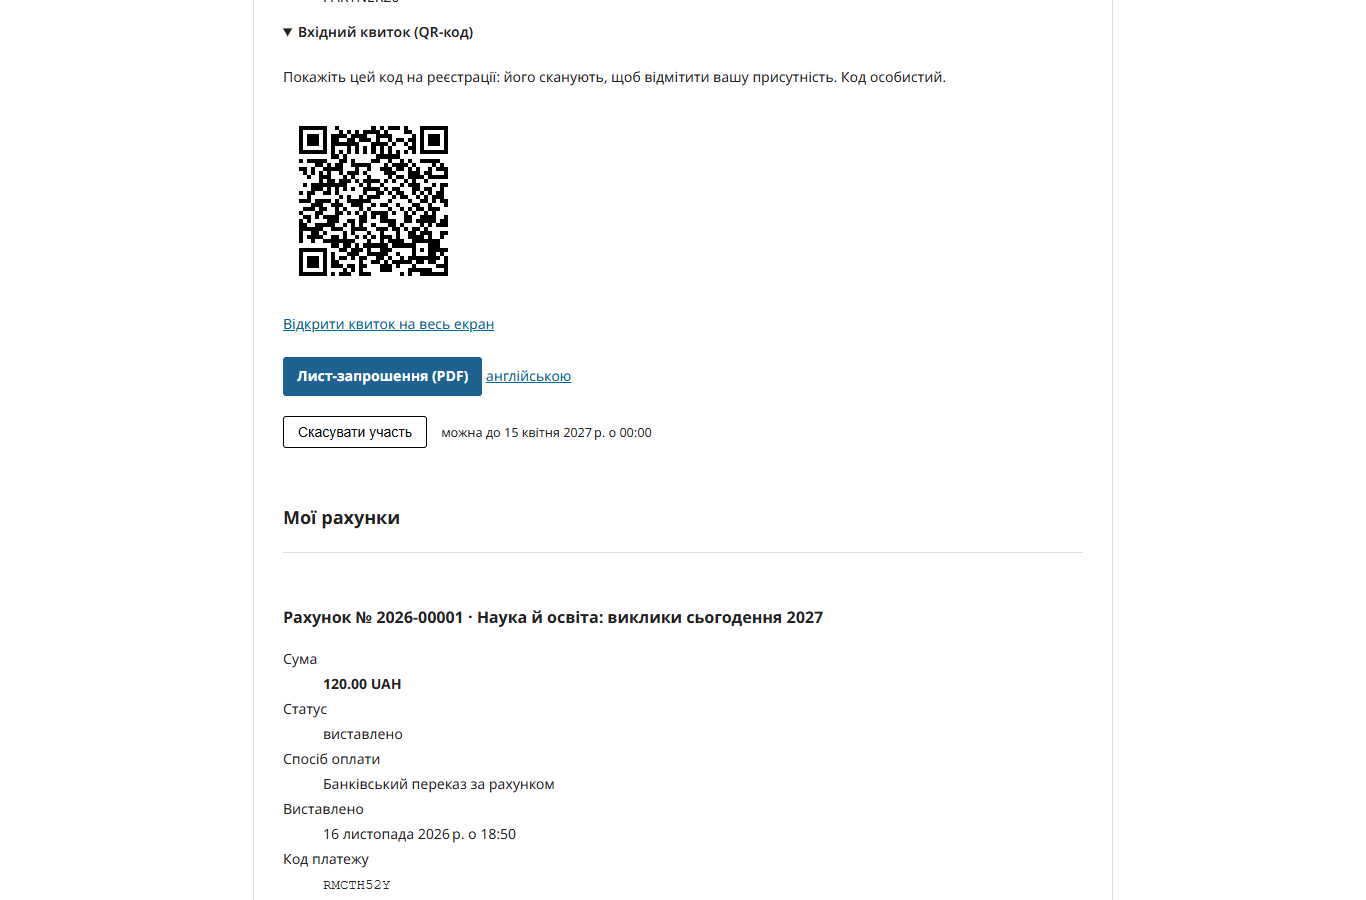 Вхідний квиток (QR-код)
Покажіть цей код на реєстрації: його сканують, щоб відмітити вашу присутність. Код особистий.
Відкрити квиток на весь екран
Лист-запрошення (PDF) англійською
Скасувати участь можна до 15 квітня 2027 р. о 00:00
Мої рахунки
Рахунок № 2026-00001 · Наука й освіта: виклики сьогодення 2027
Сума
120.00 UAH
Статус
виставлено
Спосіб оплати
Банківський переказ за рахунком
Виставлено
16 листопада 2026 р. о 18:50
Код платежу
RMCTH52Y